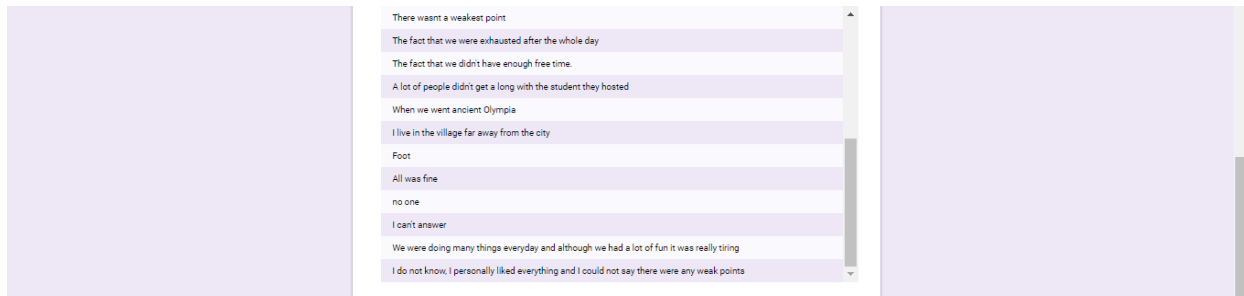 There wasnt a weakest point
The fact that we were exhausted after the whole day
The fact that we didn't have enough free time.
A lot of people didn't get a long with the student they hosted
When we went ancient Olympia
I live in the village far away from the city
Foot
All was fine
no one
I can't answer
We were doing many things everyday and although we had a lot of fun it was really tiring
I do not know, I personally liked everything and I could not say there were any weak points